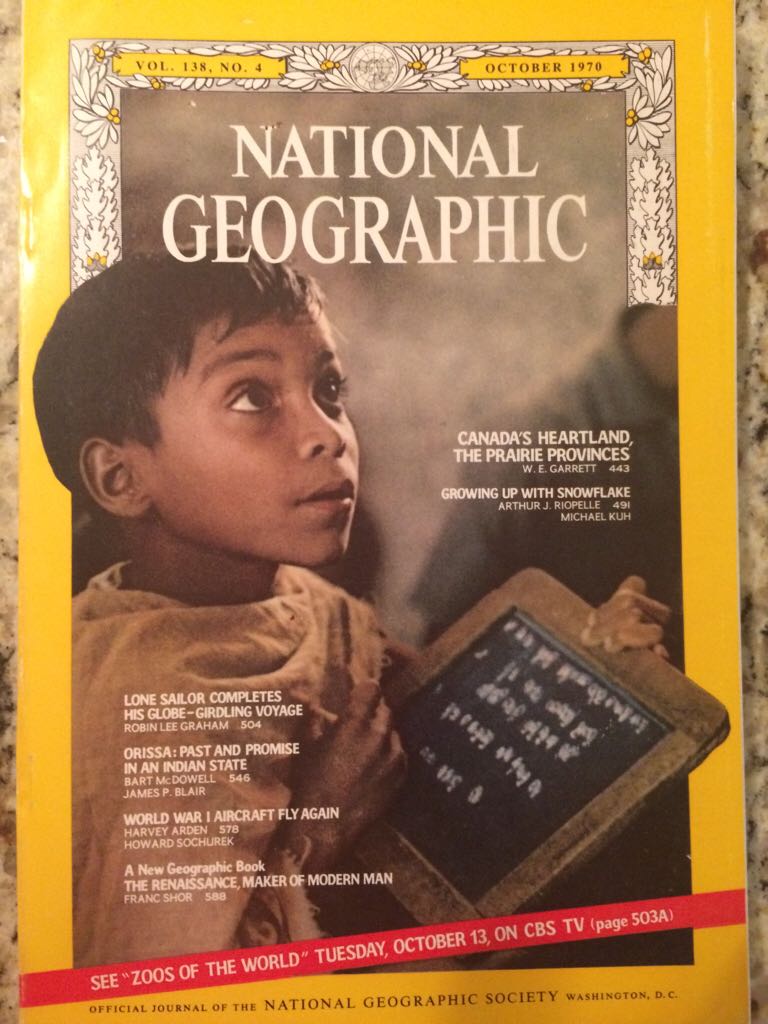 VOL. 138, NO. 4
OCTOBER 1970
NATIONAL
GEOGRAPHIC
CANADA'S HEARTLAND,
THE PRAIRIE PROVINCES
W. E. GARRETT 443
GROWING UP WITH SNOWFLAKE
ARTHUR J. RIOPELLE 491
MICHAEL KUH
LONE SAILOR COMPLETES
HIS GLOBE-GIRDLING VOYAGE
ROBIN LEE GRAHAM 504
ORISSA: PAST AND PROMISE
IN AN INDIAN STATE
BART McDOWELL 546
JAMES P. BLAIR
WORLD WAR I AIRCRAFT FLY AGAIN
HARVEY ARDEN 578
HOWARD SOCHUREK
A New Geographic Book
THE RENAISSANCE, MAKER OF MODERN MAN
FRANC SHOR 588
SEE "ZOOS OF THE WORLD" TUESDAY, OCTOBER 13, ON CBS TV (page 503A)
OFFICIAL JOURNAL OF THE NATIONAL GEOGRAPHIC SOCIETY WASHINGTON, D.C.